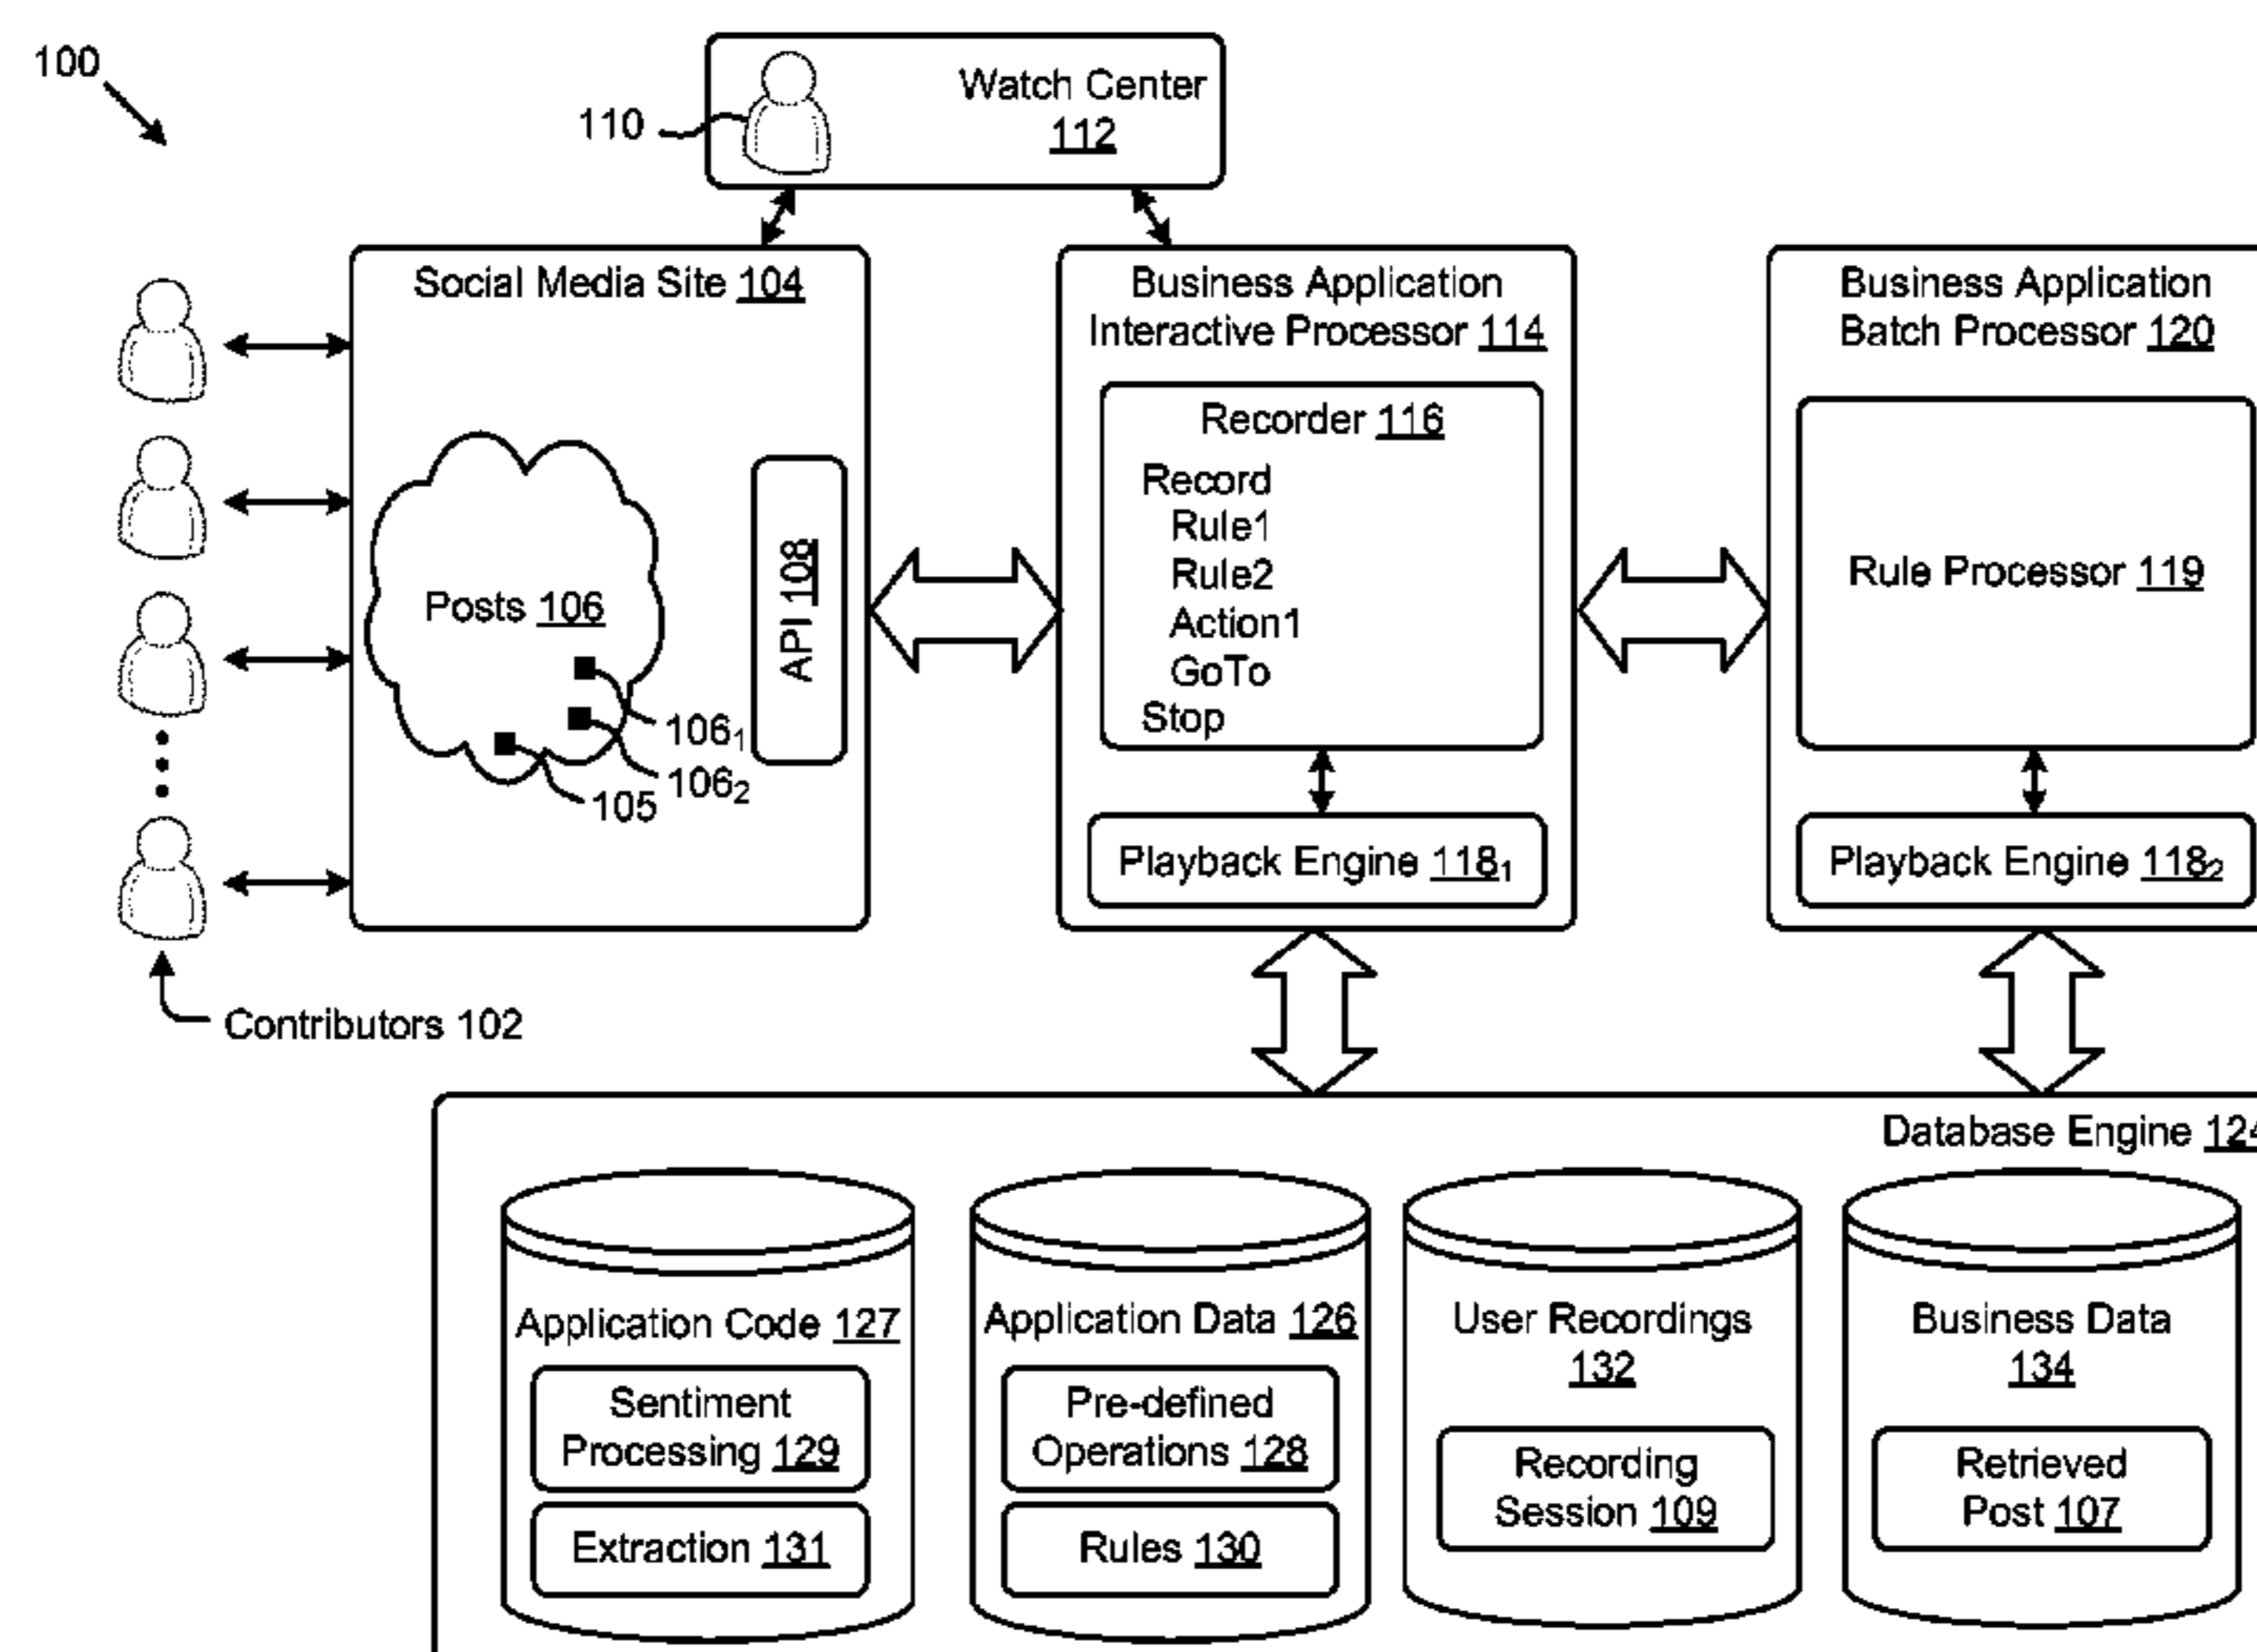 100
110
Watch Center
112
Social Media Site 104
Posts 106
106₁
106₂
105
API 108
Contributors 102
Business Application
Interactive Processor 114
Recorder 116
Record
Rule1
Rule2
Action1
GoTo
Stop
Playback Engine 118₁
Business Application
Batch Processor 120
Rule Processor 119
Playback Engine 118₂
Database Engine 124
Application Code 127
Sentiment
Processing 129
Extraction 131
Application Data 126
Pre-defined
Operations 128
Rules 130
User Recordings
132
Recording
Session 109
Business Data
134
Retrieved
Post 107